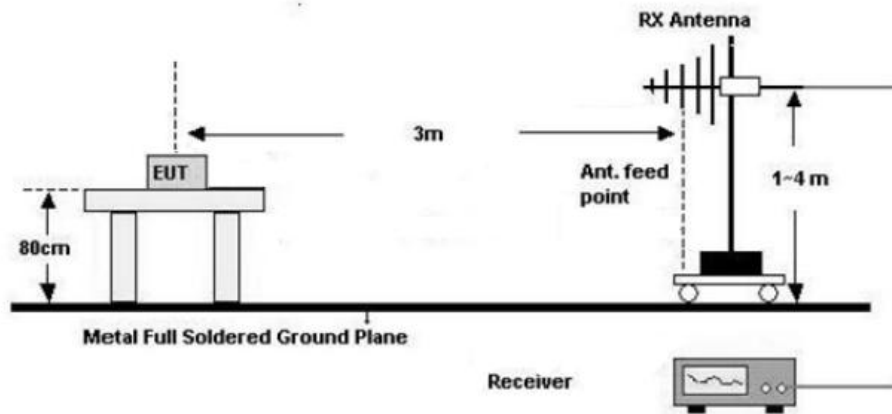 RX Antenna
3m
EUT
Ant. feed
point
1~4 m
80cm
Metal Full Soldered Ground Plane
Receiver